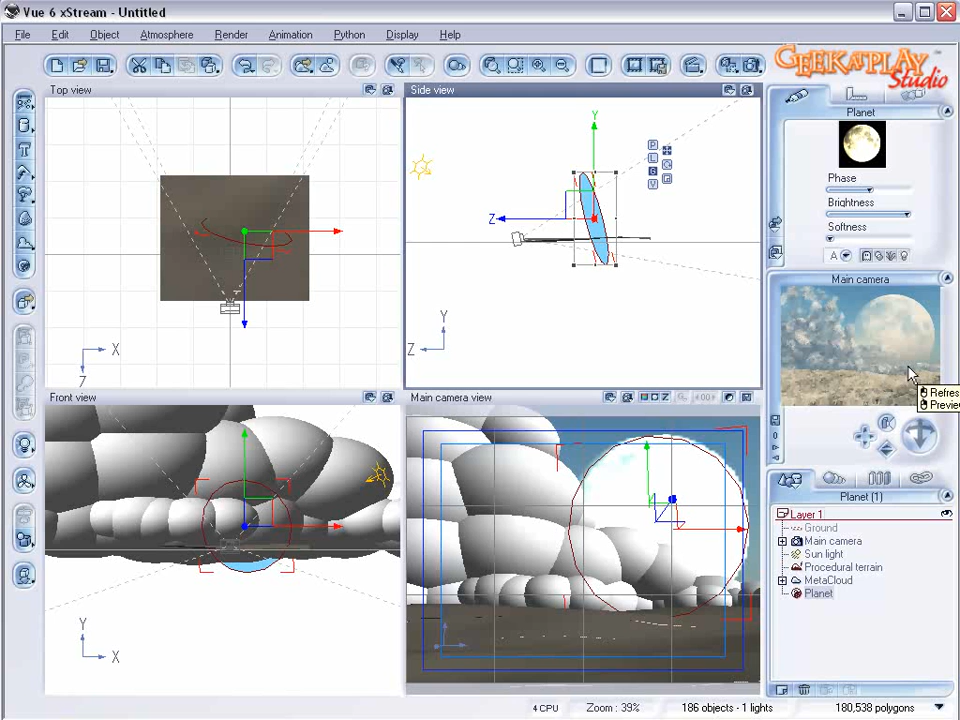 Vue 6 xStream - Untitled
File Edit Object Atmosphere Render Animation Python Display Help
GEEKATPLAY
Studio
Top view
Side view
X
Z
Y
Z
Y
Z
P
L
G
Planet
Phase
Brightness
Softness
A
Main camera
Refres
Preview
0
Front view
Main camera view
Y
X
Planet (1)
Layer 1
Ground
Main camera
Sun light
Procedural terrain
MetaCloud
Planet
4 CPU
Zoom : 39%
186 objects - 1 lights
180,538 polygons